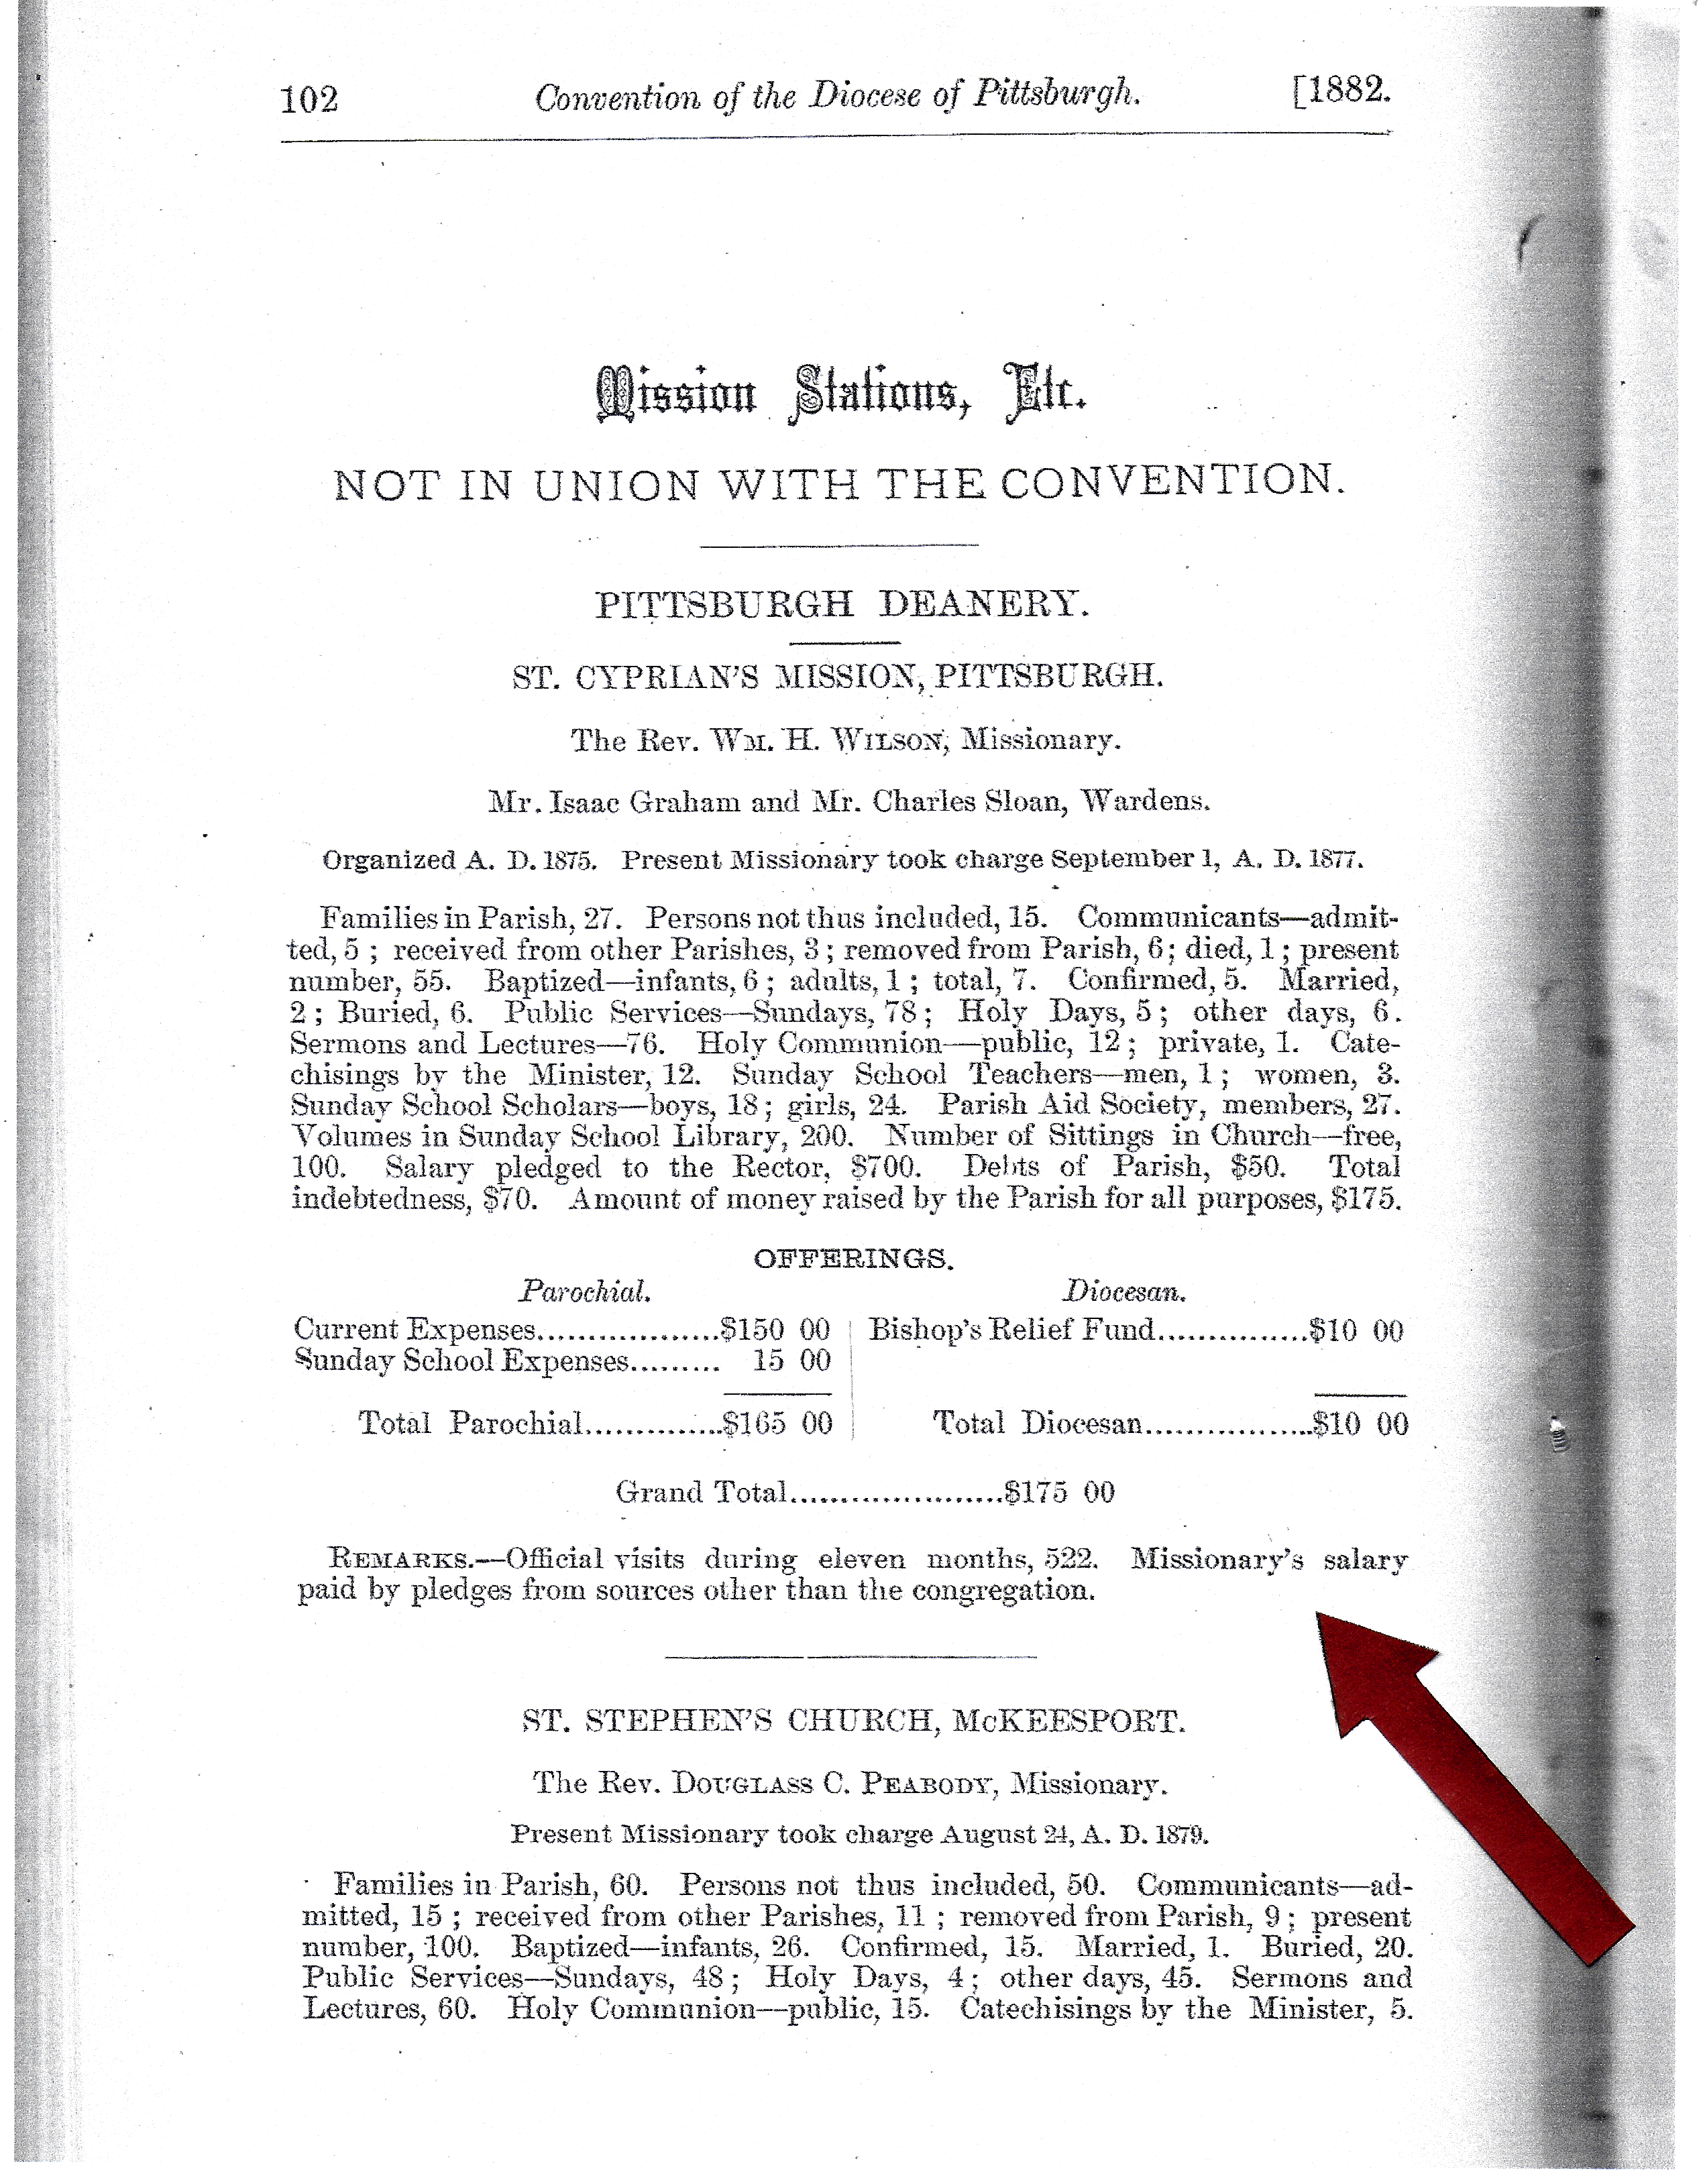 102 Convention of the Diocese of Pittsburgh. [1882.
Mission Stations, Etc.
NOT IN UNION WITH THE CONVENTION.
PITTSBURGH DEANERY.
ST. CYPRIAN'S MISSION, PITTSBURGH.
The Rev. WM. H. WILSON, Missionary.
Mr. Isaac Graham and Mr. Charles Sloan, Wardens.
Organized A. D. 1875. Present Missionary took charge September 1, A. D. 1877.
Families in Parish, 27. Persons not thus included, 15. Communicants—admit-
ted, 5 ; received from other Parishes, 3 ; removed from Parish, 6 ; died, 1 ; present
number, 55. Baptized—infants, 6 ; adults, 1 ; total, 7. Confirmed, 5. Married,
2 ; Buried, 6. Public Services—Sundays, 78 ; Holy Days, 5 ; other days, 6.
Sermons and Lectures—76. Holy Communion—public, 12 ; private, 1. Cate-
chisings by the Minister, 12. Sunday School Teachers—men, 1 ; women, 3.
Sunday School Scholars—boys, 18 ; girls, 24. Parish Aid Society, members, 27.
Volumes in Sunday School Library, 200. Number of Sittings in Church—free,
100. Salary pledged to the Rector, $700. Debts of Parish, $50. Total
indebtedness, $70. Amount of money raised by the Parish for all purposes, $175.
OFFERINGS.
Parochial. Diocesan.
Current Expenses..................$150 00 Bishop's Relief Fund...............$10 00
Sunday School Expenses......... 15 00
Total Parochial..............$165 00 Total Diocesan.................$10 00
Grand Total.....................$175 00
REMARKS.—Official visits during eleven months, 522. Missionary's salary
paid by pledges from sources other than the congregation.
ST. STEPHEN'S CHURCH, McKEESPORT.
The Rev. DOUGLASS C. PEABODY, Missionary.
Present Missionary took charge August 24, A. D. 1879.
Families in Parish, 60. Persons not thus included, 50. Communicants—ad-
mitted, 15 ; received from other Parishes, 11 ; removed from Parish, 9 ; present
number, 100. Baptized—infants, 26. Confirmed, 15. Married, 1. Buried, 20.
Public Services—Sundays, 48 ; Holy Days, 4 ; other days, 45. Sermons and
Lectures, 60. Holy Communion—public, 15. Catechisings by the Minister, 5.